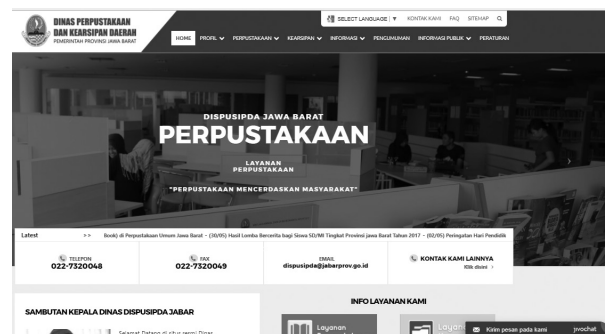 DINAS PERPUSTAKAAN
DAN KEARSIPAN DAERAH
PEMERINTAH PROVINSI JAWA BARAT
SELECT LANGUAGE | ▼ KONTAK KAMI FAQ SITEMAP
HOME PROFIL PERPUSTAKAAN KEARSIPAN INFORMASI PENGUMUMAN INFORMASI PUBLIK PERATURAN
DISPUSIPDA JAWA BARAT
PERPUSTAKAAN
LAYANAN
PERPUSTAKAAN
"PERPUSTAKAAN MENCERDASKAN MASYARAKAT"
Latest >> Book) di Perpustakaan Umum Jawa Barat - (30/05) Hasil Lomba Bercerita bagi Siswa SD/MI Tingkat Provinsi jawa Barat Tahun 2017 - (02/05) Peringatan Hari Pendidik
TELEPON
022-7320048
FAX
022-7320049
EMAIL
dispusipda@jabarprov.go.id
KONTAK KAMI LAINNYA
Klik disini >
SAMBUTAN KEPALA DINAS DISPUSIPDA JABAR
INFO LAYANAN KAMI
Selamat Datang di situs resmi Dinas
Layanan
Layanan
Kirim pesan pada kami jivochat